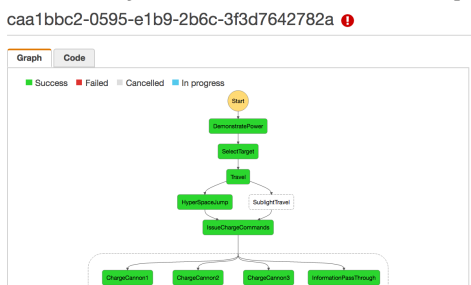 caa1bbc2-0595-e1b9-2b6c-3f3d7642782a
Graph Code
Success Failed Cancelled In progress
Start
DemonstratePower
SelectTarget
Travel
HyperSpaceJump SublightTravel
IssueChargeCommands
ChargeCannon1 ChargeCannon2 ChargeCannon3 InformationPassThrough